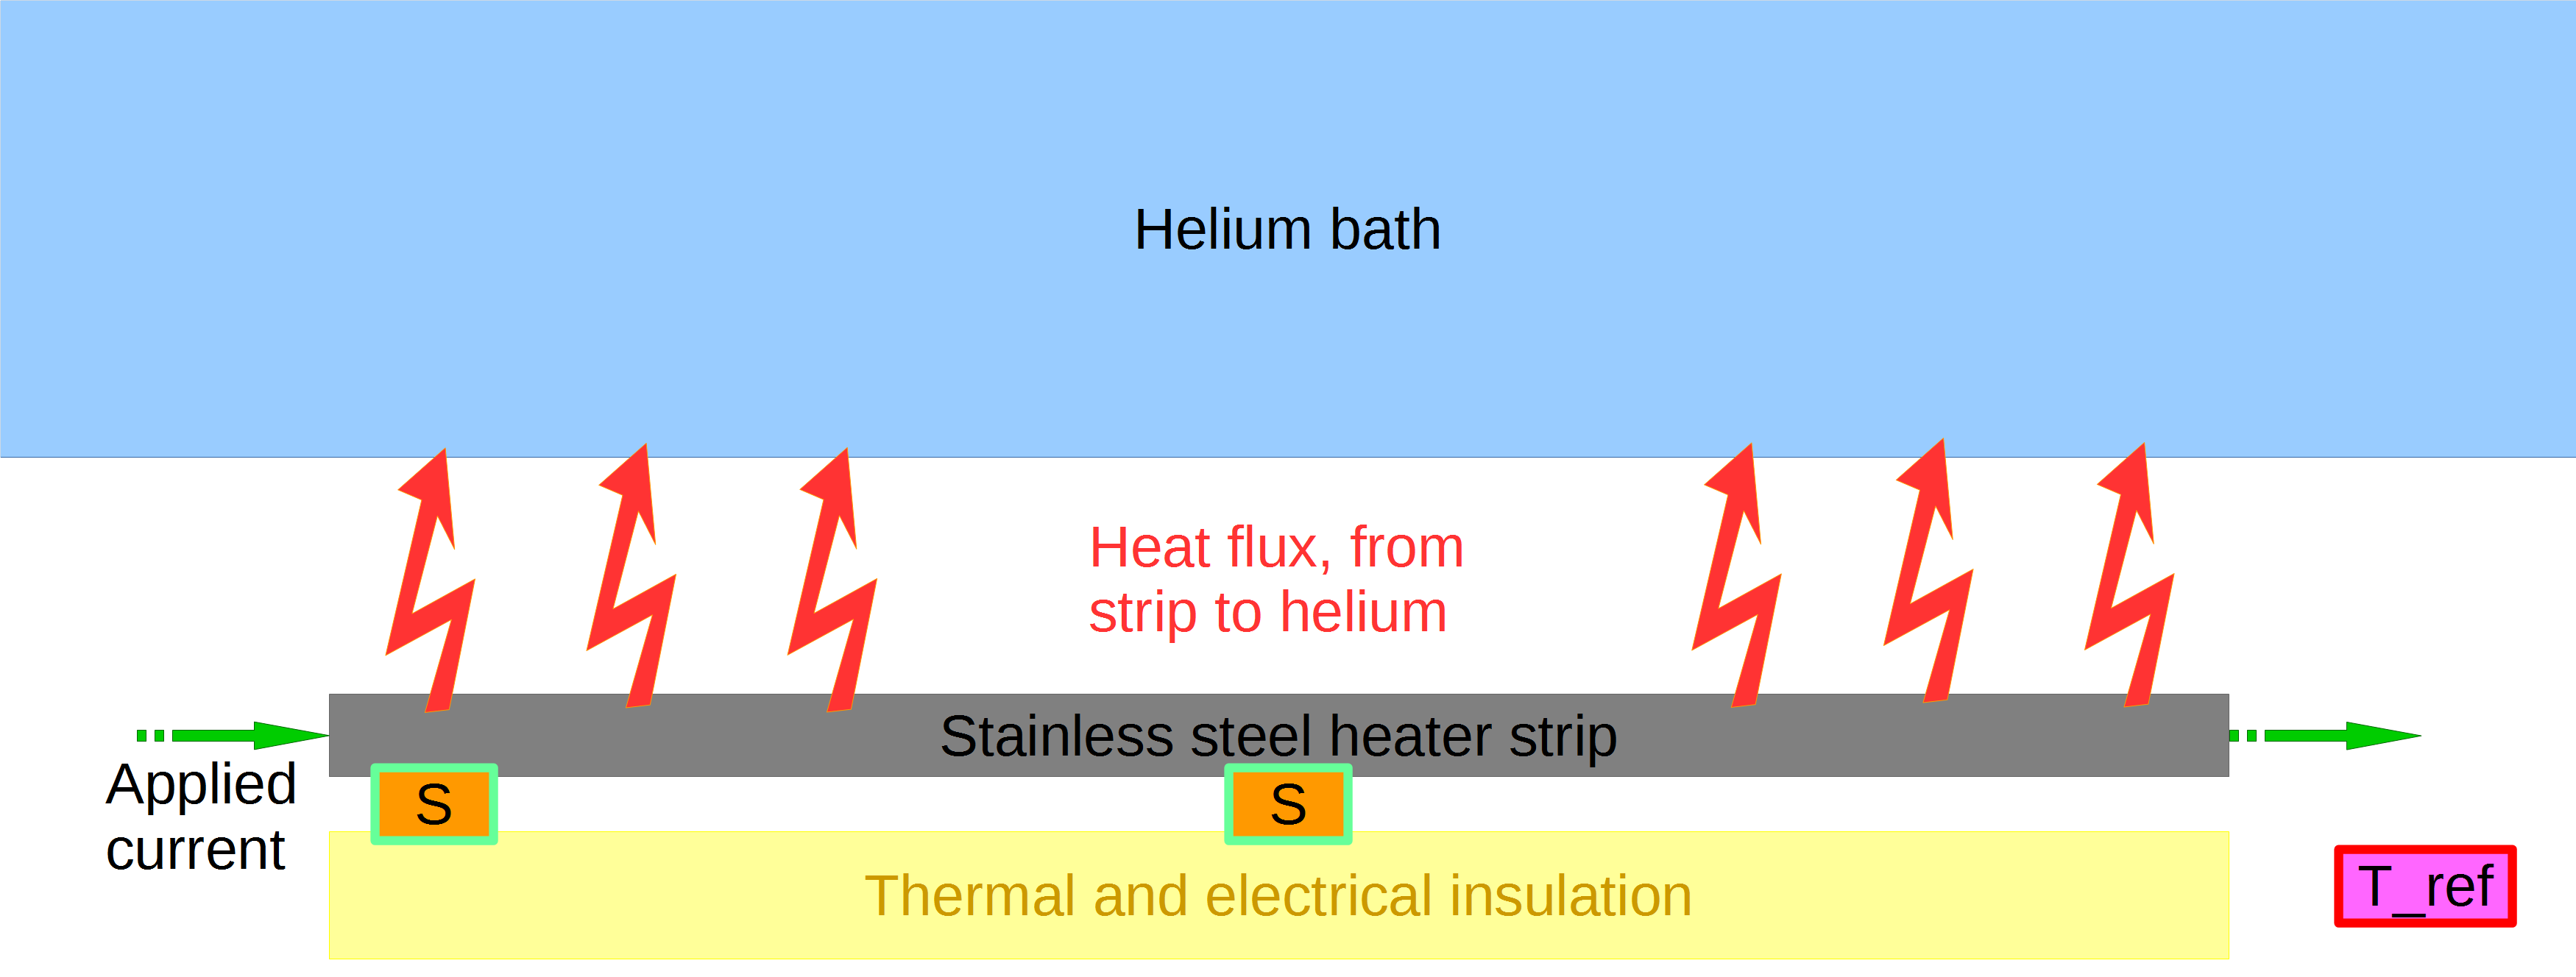 Helium bath
Heat flux, from
strip to helium
Stainless steel heater strip
Applied
current
S
S
Thermal and electrical insulation
T_ref